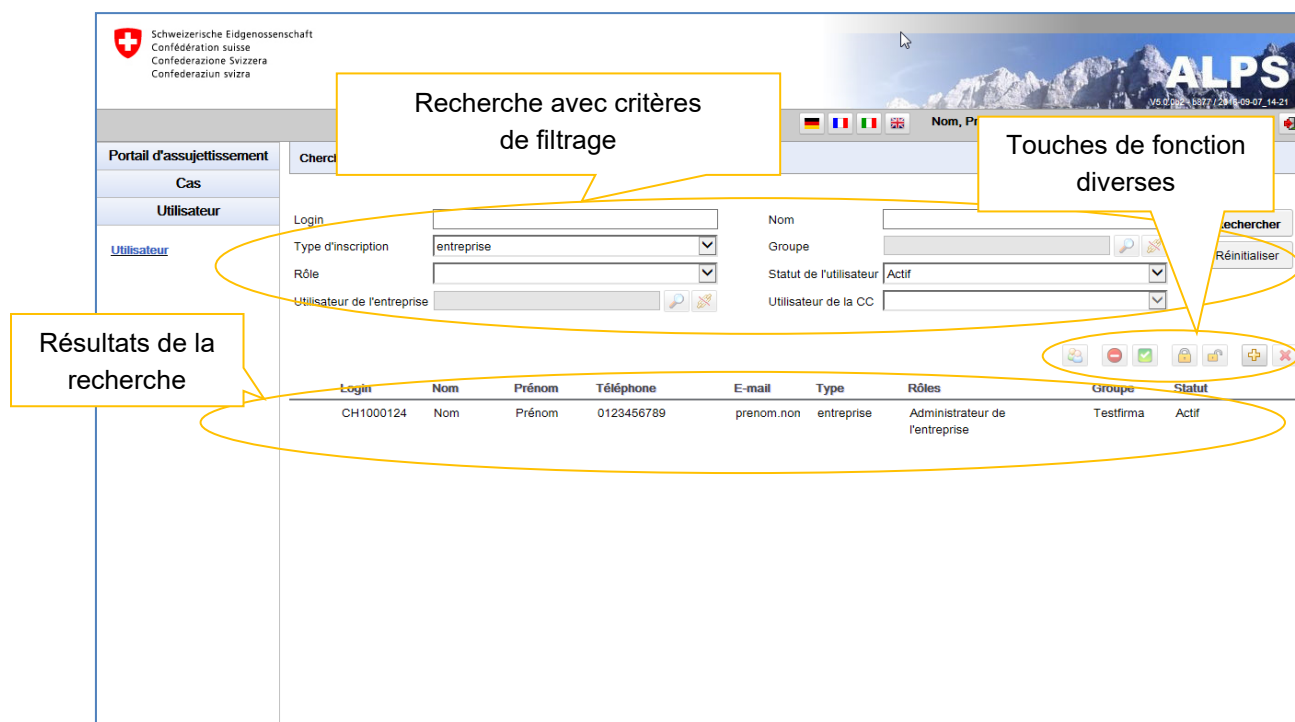 Schweizerische Eidgenossenschaft
Confédération suisse
Confederazione Svizzera
Confederaziun svizra
ALPS
Recherche avec critères
de filtrage
Touches de fonction
diverses
Portail d'assujettissement
Cas
Utilisateur
Utilisateur
Login
Nom
Type d'inscription
entreprise
Groupe
Réinitialiser
Rôle
Statut de l'utilisateur
Actif
Utilisateur de l'entreprise
Utilisateur de la CC
Résultats de la
recherche
Login Nom Prénom Téléphone E-mail Type Rôles Groupe Statut
CH1000124 Nom Prénom 0123456789 prenom.non entreprise Administrateur de Testfirma Actif
l'entreprise